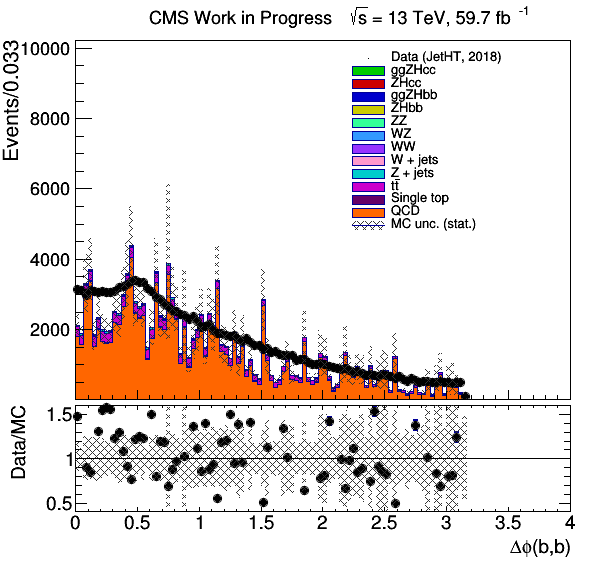 CMS Work in Progress √s = 13 TeV, 59.7 fb⁻¹
Events/0.033
10000
8000
6000
4000
2000
Data (JetHT, 2018)
ggZHcc
ZHcc
ggZHbb
ZHbb
ZZ
WZ
WW
W + jets
Z + jets
tt̄
Single top
QCD
MC unc. (stat.)
Data/MC
1.5
1
0.5
0 0.5 1 1.5 2 2.5 3 3.5 4
Δϕ(b,b)